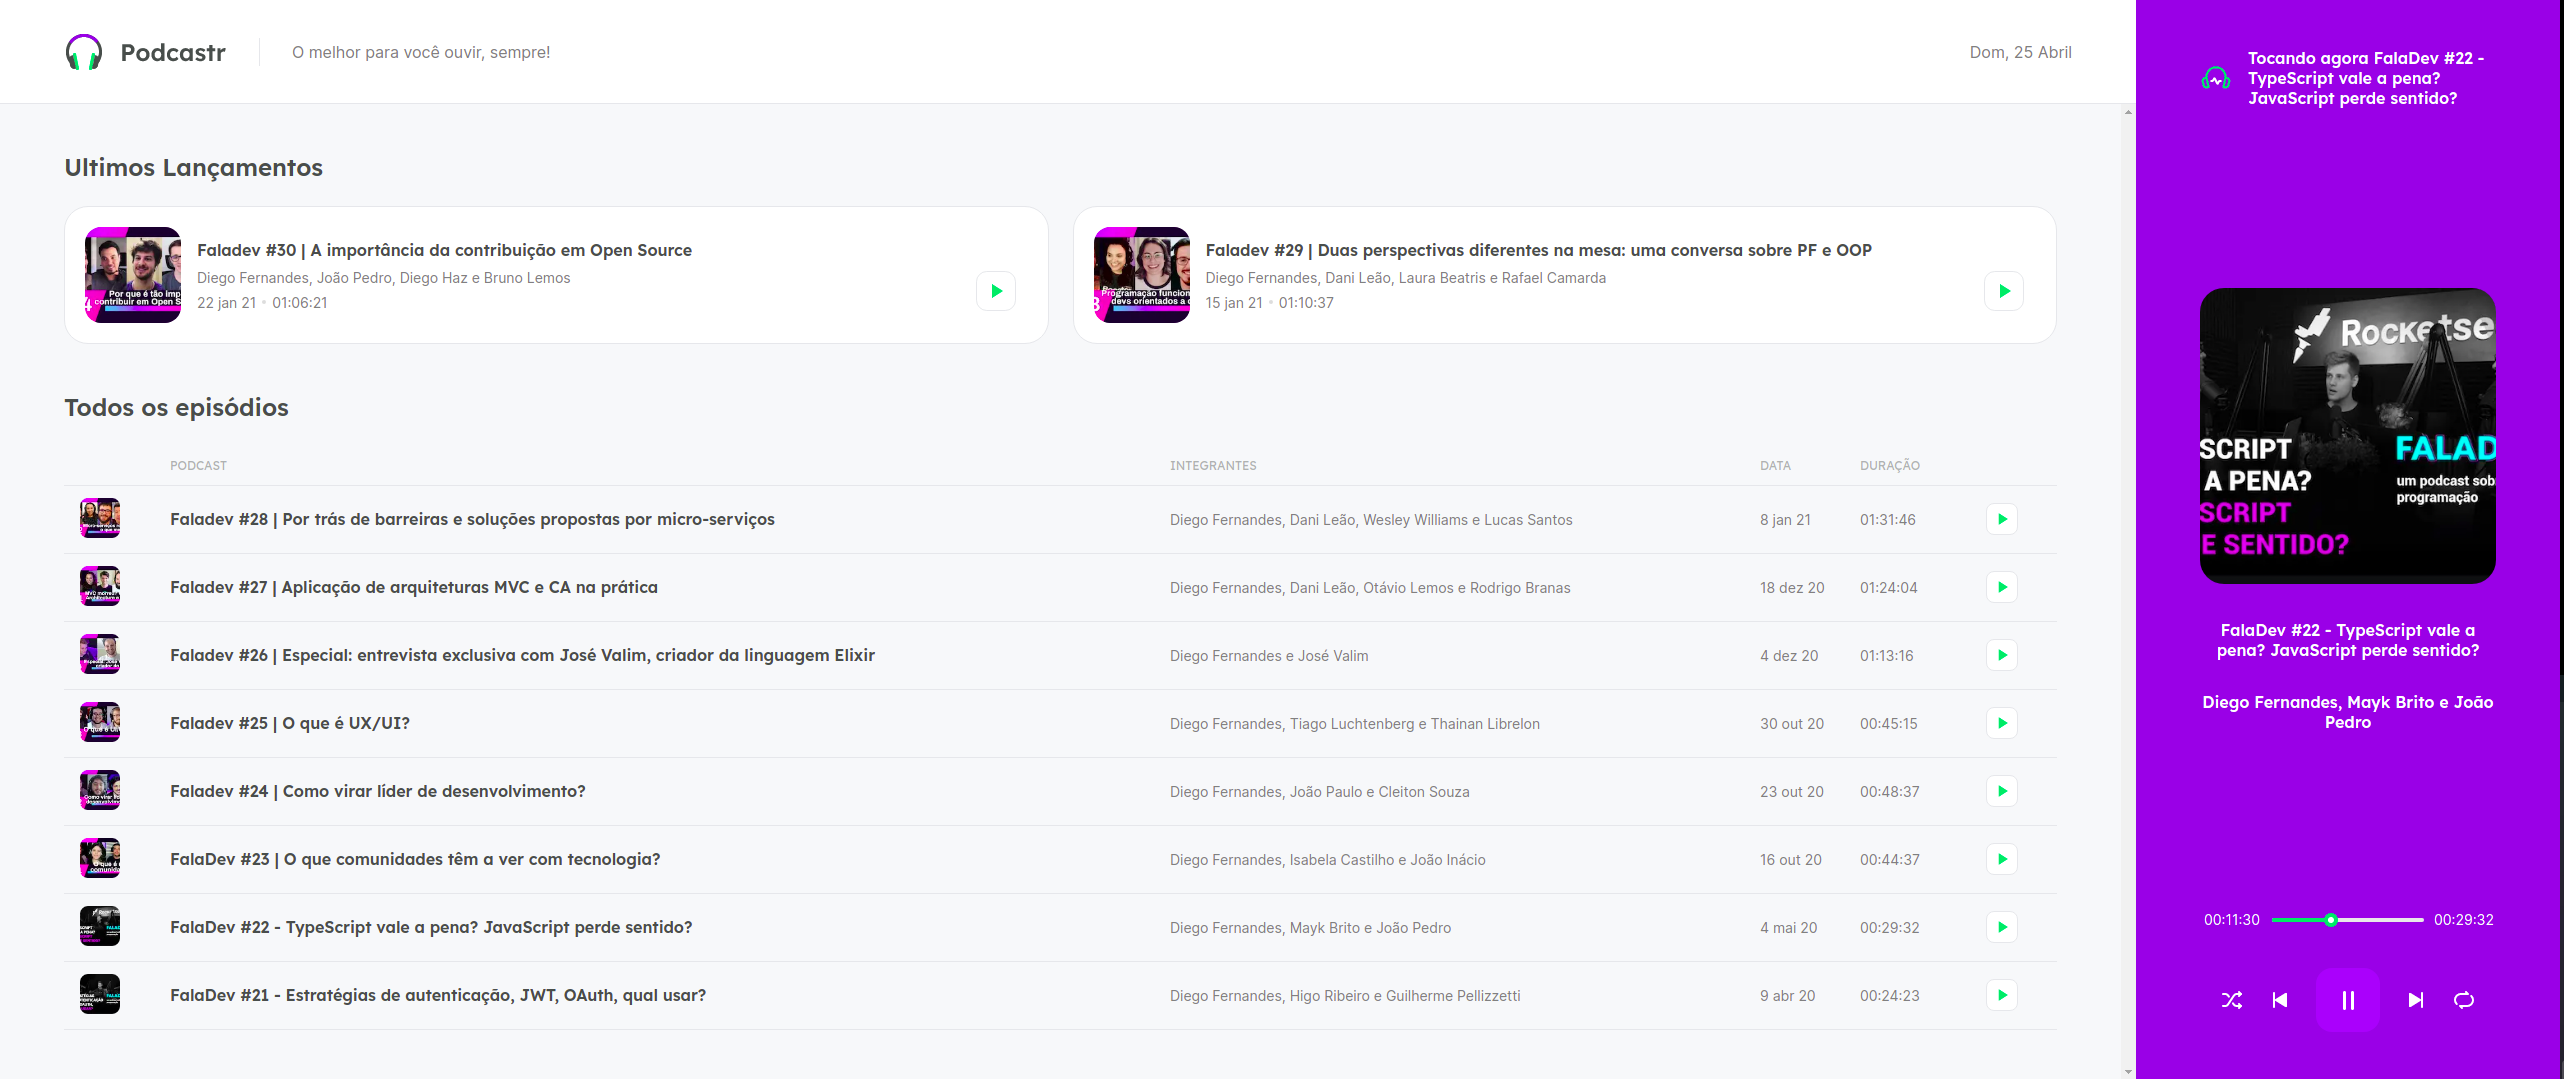 Podcastr
O melhor para você ouvir, sempre!
Dom, 25 Abril
Ultimos Lançamentos
Faladev #30 | A importância da contribuição em Open Source
Diego Fernandes, João Pedro, Diego Haz e Bruno Lemos
22 jan 21 • 01:06:21
Por que é tão imp
contribuir em Open S
Faladev #29 | Duas perspectivas diferentes na mesa: uma conversa sobre PF e OOP
Diego Fernandes, Dani Leão, Laura Beatris e Rafael Camarda
15 jan 21 • 01:10:37
Programação funcion
devs orientados a o
Todos os episódios
PODCAST INTEGRANTES DATA DURAÇÃO
Faladev #28 | Por trás de barreiras e soluções propostas por micro-serviços Diego Fernandes, Dani Leão, Wesley Williams e Lucas Santos 8 jan 21 01:31:46
Faladev #27 | Aplicação de arquiteturas MVC e CA na prática Diego Fernandes, Dani Leão, Otávio Lemos e Rodrigo Branas 18 dez 20 01:24:04
Faladev #26 | Especial: entrevista exclusiva com José Valim, criador da linguagem Elixir Diego Fernandes e José Valim 4 dez 20 01:13:16
Faladev #25 | O que é UX/UI? Diego Fernandes, Tiago Luchtenberg e Thainan Librelon 30 out 20 00:45:15
Faladev #24 | Como virar líder de desenvolvimento? Diego Fernandes, João Paulo e Cleiton Souza 23 out 20 00:48:37
FalaDev #23 | O que comunidades têm a ver com tecnologia? Diego Fernandes, Isabela Castilho e João Inácio 16 out 20 00:44:37
FalaDev #22 - TypeScript vale a pena? JavaScript perde sentido? Diego Fernandes, Mayk Brito e João Pedro 4 mai 20 00:29:32
FalaDev #21 - Estratégias de autenticação, JWT, OAuth, qual usar? Diego Fernandes, Higo Ribeiro e Guilherme Pellizzetti 9 abr 20 00:24:23
Tocando agora FalaDev #22 -
TypeScript vale a pena?
JavaScript perde sentido?
Rocketse
SCRIPT
A PENA?
SCRIPT
E SENTIDO?
FALAD
um podcast sob
programação
FalaDev #22 - TypeScript vale a
pena? JavaScript perde sentido?
Diego Fernandes, Mayk Brito e João
Pedro
00:11:30 00:29:32